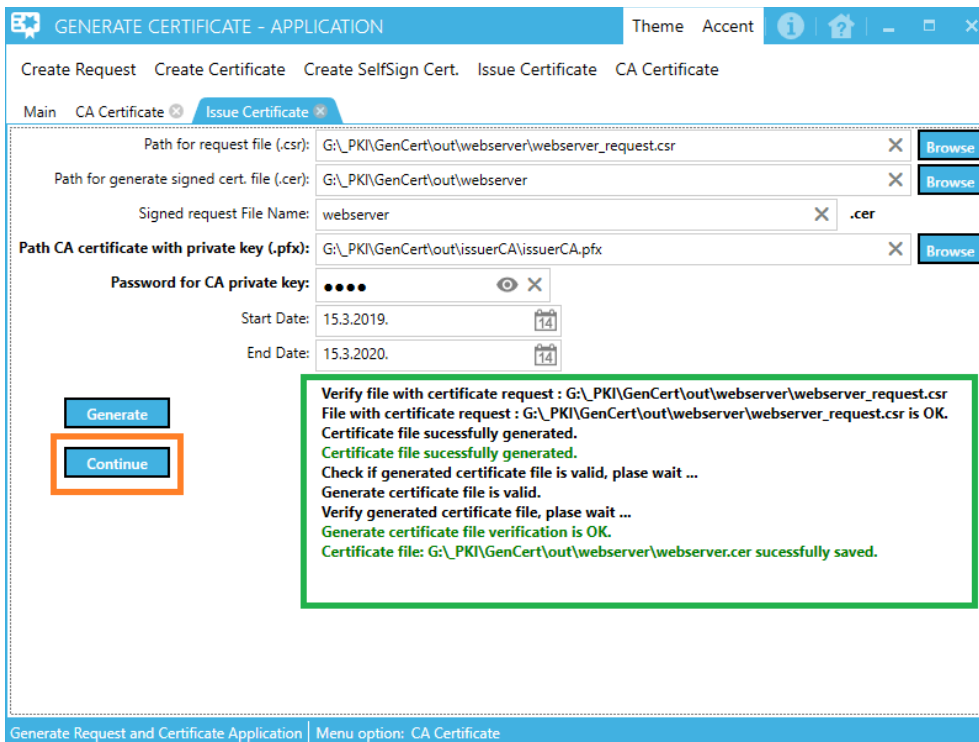 GENERATE CERTIFICATE - APPLICATION Theme Accent
Create Request Create Certificate Create SelfSign Cert. Issue Certificate CA Certificate
Main CA Certificate Issue Certificate
Path for request file (.csr): G:\_PKI\GenCert\out\webserver\webserver_request.csr Browse
Path for generate signed cert. file (.cer): G:\_PKI\GenCert\out\webserver Browse
Signed request File Name: webserver .cer
Path CA certificate with private key (.pfx): G:\_PKI\GenCert\out\issuerCA\issuerCA.pfx Browse
Password for CA private key: ●●●●
Start Date: 15.3.2019. 14
End Date: 15.3.2020. 14
Generate
Continue
Verify file with certificate request : G:\_PKI\GenCert\out\webserver\webserver_request.csr
File with certificate request : G:\_PKI\GenCert\out\webserver\webserver_request.csr is OK.
Certificate file sucessfully generated.
Certificate file sucessfully generated.
Check if generated certificate file is valid, plase wait ...
Generate certificate file is valid.
Verify generated certificate file, plase wait ...
Generate certificate file verification is OK.
Certificate file: G:\_PKI\GenCert\out\webserver\webserver.cer sucessfully saved.
Generate Request and Certificate Application Menu option: CA Certificate